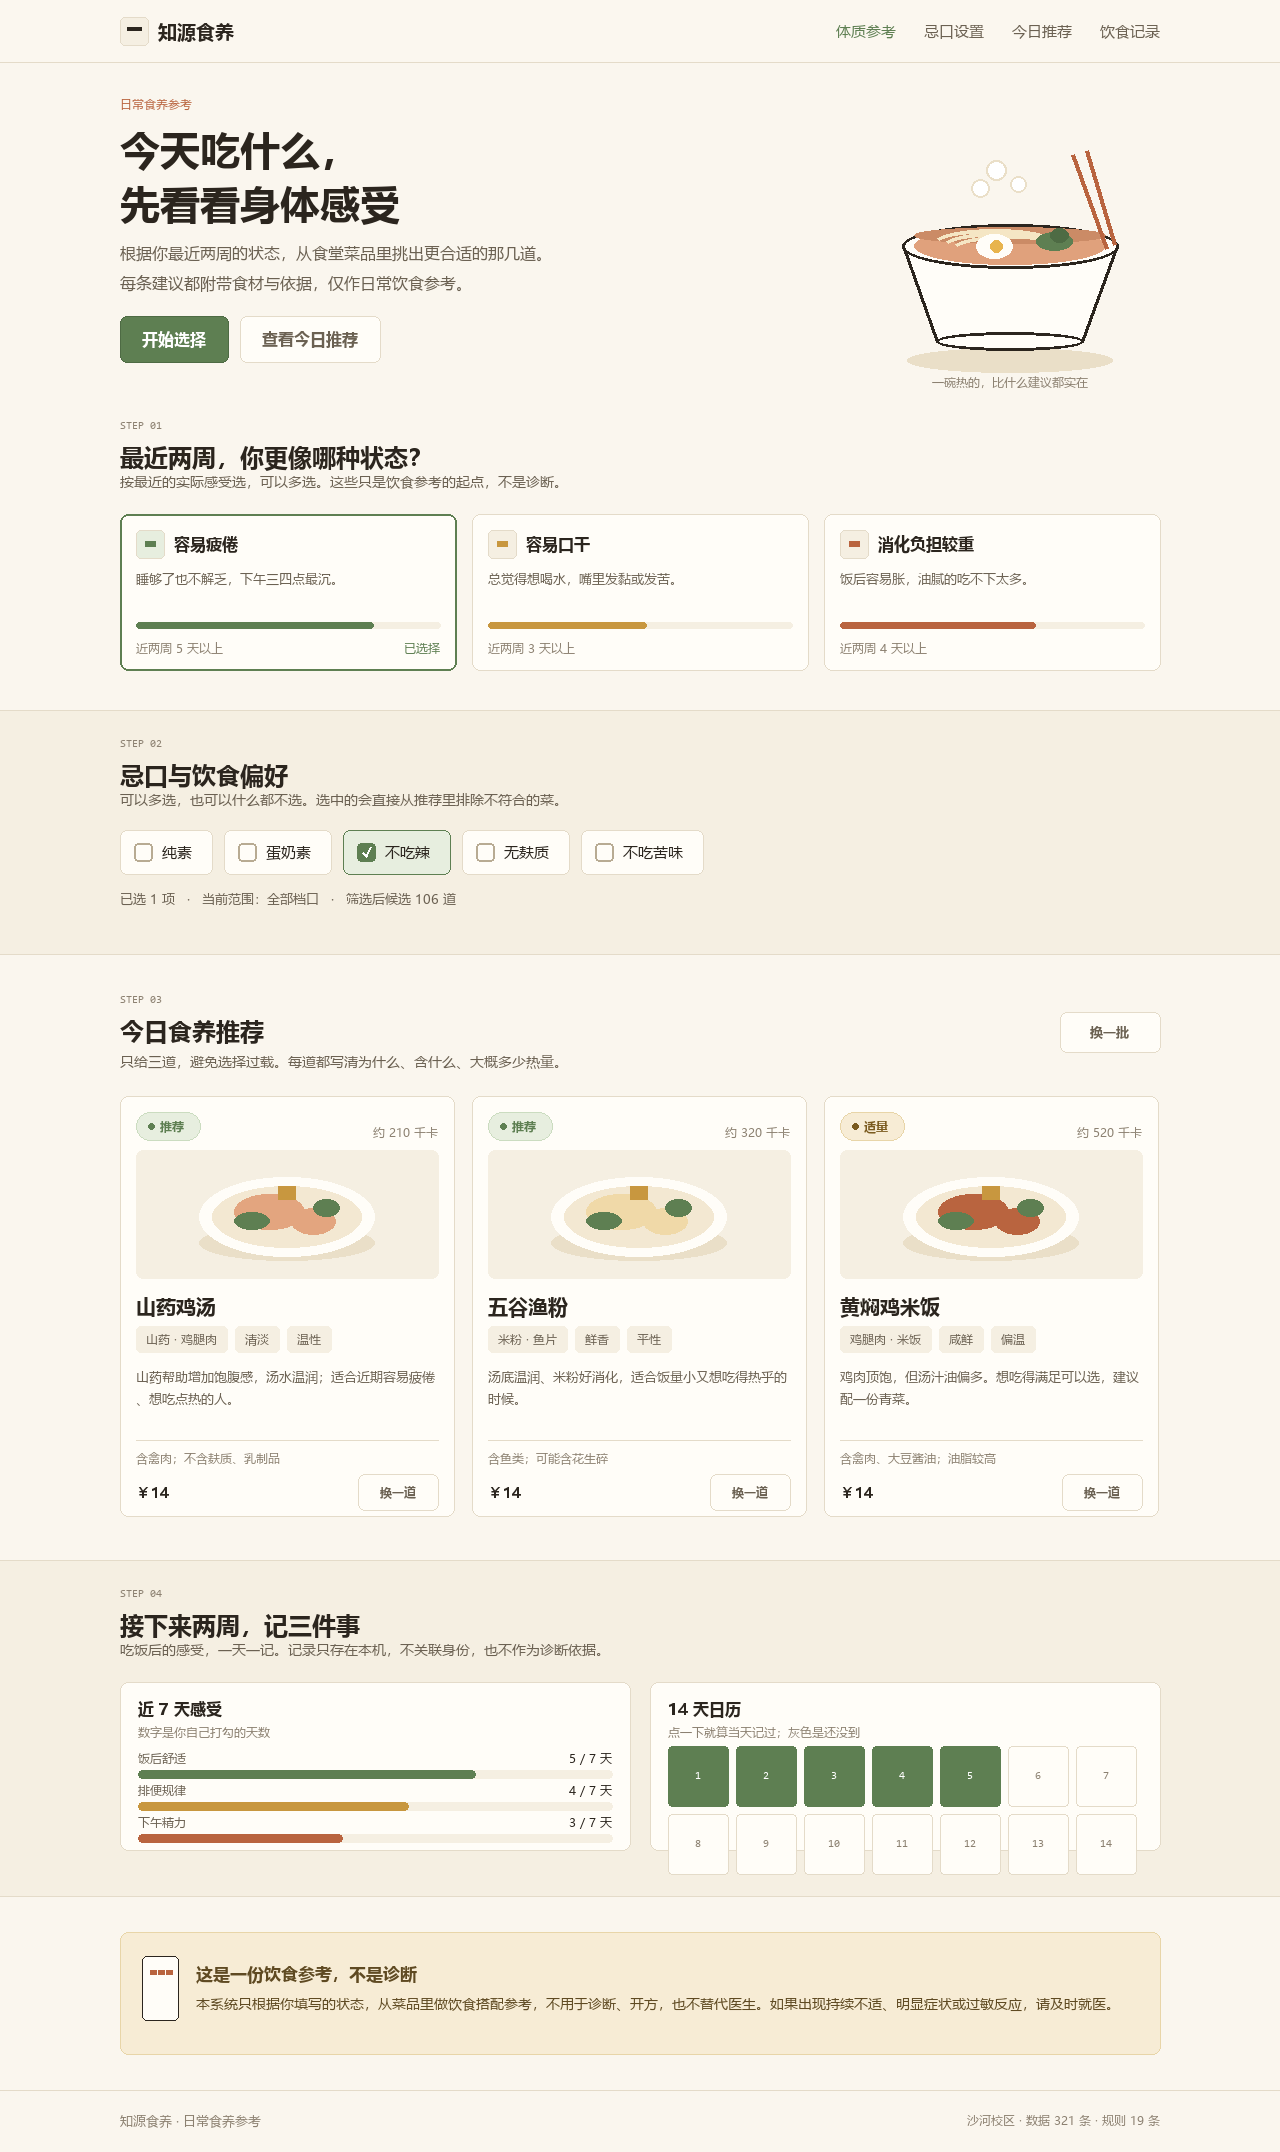 知源食养
体质参考 忌口设置 今日推荐 饮食记录
日常食养参考
今天吃什么，
先看看身体感受
根据你最近两周的状态，从食堂菜品里挑出更合适的那几道。
每条建议都附带食材与依据，仅作日常饮食参考。
开始选择 查看今日推荐
一碗热的，比什么建议都实在
STEP 01
最近两周，你更像哪种状态？
按最近的实际感受选，可以多选。这些只是饮食参考的起点，不是诊断。
容易疲倦
睡够了也不解乏，下午三四点最沉。
近两周 5 天以上 已选择
容易口干
总觉得想喝水，嘴里发黏或发苦。
近两周 3 天以上
消化负担较重
饭后容易胀，油腻的吃不下太多。
近两周 4 天以上
STEP 02
忌口与饮食偏好
可以多选，也可以什么都不选。选中的会直接从推荐里排除不符合的菜。
纯素 蛋奶素 不吃辣 无麸质 不吃苦味
已选 1 项 · 当前范围：全部档口 · 筛选后候选 106 道
STEP 03
今日食养推荐
换一批
只给三道，避免选择过载。每道都写清为什么、含什么、大概多少热量。
推荐 约 210 千卡
山药鸡汤
山药 · 鸡腿肉 清淡 温性
山药帮助增加饱腹感，汤水温润；适合近期容易疲倦
、想吃点热的人。
含禽肉；不含麸质、乳制品
¥14 换一道
推荐 约 320 千卡
五谷渔粉
米粉 · 鱼片 鲜香 平性
汤底温润、米粉好消化，适合饭量小又想吃得热乎的
时候。
含鱼类；可能含花生碎
¥14 换一道
适量 约 520 千卡
黄焖鸡米饭
鸡腿肉 · 米饭 咸鲜 偏温
鸡肉顶饱，但汤汁油偏多。想吃得满足可以选，建议
配一份青菜。
含禽肉、大豆酱油；油脂较高
¥14 换一道
STEP 04
接下来两周，记三件事
吃饭后的感受，一天一记。记录只存在本机，不关联身份，也不作为诊断依据。
近 7 天感受
数字是你自己打勾的天数
饭后舒适 5 / 7 天
排便规律 4 / 7 天
下午精力 3 / 7 天
14 天日历
点一下就算当天记过；灰色是还没到
1 2 3 4 5 6 7
8 9 10 11 12 13 14
这是一份饮食参考，不是诊断
本系统只根据你填写的状态，从菜品里做饮食搭配参考，不用于诊断、开方，也不替代医生。如果出现持续不适、明显症状或过敏反应，请及时就医。
知源食养 · 日常食养参考
沙河校区 · 数据 321 条 · 规则 19 条